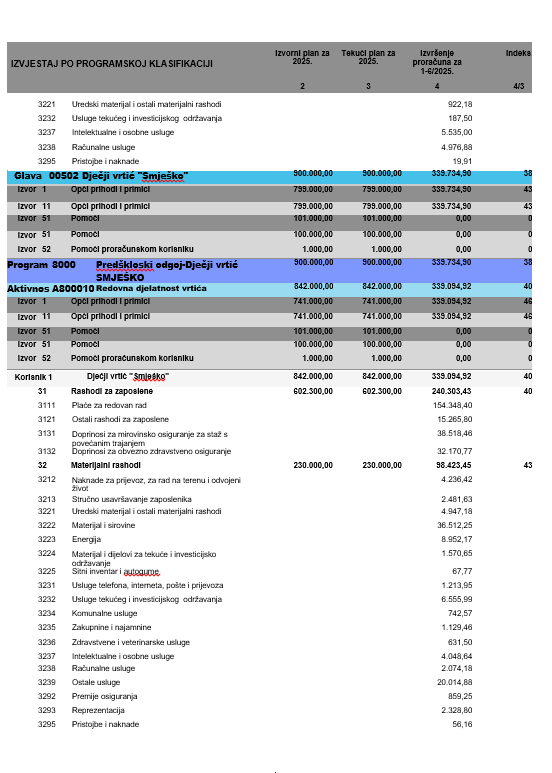 Izvorni plan za 2025. Tekući plan za 2025. Izvršenje proračuna za 1-6/2025. Indeks
IZVJESTAJ PO PROGRAMSKOJ KLASIFIKACIJI
2 3 4 4/3
3221 Uredski materijal i ostali materijalni rashodi 922,18
3232 Usluge tekućeg i investicijskog održavanja 187,50
3237 Intelektualne i osobne usluge 5.535,00
3238 Računalne usluge 4.976,88
3295 Pristojbe i naknade 19,91
Glava 00502 Dječji vrtić "Smješko" 900.000,00 900.000,00 339.734,90 38
Izvor 1 Opći prihodi i primici 799.000,00 799.000,00 339.734,90 43
Izvor 11 Opći prihodi i primici 799.000,00 799.000,00 339.734,90 43
Izvor 51 Pomoći 101.000,00 101.000,00 0,00 0
Izvor 51 Pomoći 100.000,00 100.000,00 0,00 0
Izvor 52 Pomoći proračunskom korisniku 1.000,00 1.000,00 0,00 0
Program 8000 Predškloski odgoj-Dječji vrtić 900.000,00 900.000,00 339.734,90 38
SMJEŠKO
Aktivnos A800010 Redovna djelatnost vrtića 842.000,00 842.000,00 339.094,92 40
Izvor 1 Opći prihodi i primici 741.000,00 741.000,00 339.094,92 46
Izvor 11 Opći prihodi i primici 741.000,00 741.000,00 339.094,92 46
Izvor 51 Pomoći 101.000,00 101.000,00 0,00 0
Izvor 51 Pomoći 100.000,00 100.000,00 0,00 0
Izvor 52 Pomoći proračunskom korisniku 1.000,00 1.000,00 0,00 0
Korisnik 1 Dječji vrtić "Smješko" 842.000,00 842.000,00 339.094,92 40
31 Rashodi za zaposlene 602.300,00 602.300,00 240.303,43 40
3111 Plaće za redovan rad 154.348,40
3121 Ostali rashodi za zaposlene 15.265,80
3131 Doprinosi za mirovinsko osiguranje za staž s 38.518,46
povećanim trajanjem
3132 Doprinosi za obvezno zdravstveno osiguranje 32.170,77
32 Materijalni rashodi 230.000,00 230.000,00 98.423,45 43
3212 Naknade za prijevoz, za rad na terenu i odvojeni 4.236,42
život
3213 Stručno usavršavanje zaposlenika 2.481,63
3221 Uredski materijal i ostali materijalni rashodi 4.947,18
3222 Materijal i sirovine 36.512,25
3223 Energija 8.952,17
3224 Materijal i dijelovi za tekuće i investicijsko 1.570,65
održavanje
3225 Sitni inventar i autogume 67,77
3231 Usluge telefona, interneta, pošte i prijevoza 1.213,95
3232 Usluge tekućeg i investicijskog održavanja 6.555,99
3234 Komunalne usluge 742,57
3235 Zakupnine i najamnine 1.129,46
3236 Zdravstvene i veterinarske usluge 631,50
3237 Intelektualne i osobne usluge 4.048,64
3238 Računalne usluge 2.074,18
3239 Ostale usluge 20.014,88
3292 Premije osiguranja 859,25
3293 Reprezentacija 2.328,80
3295 Pristojbe i naknade 56,16